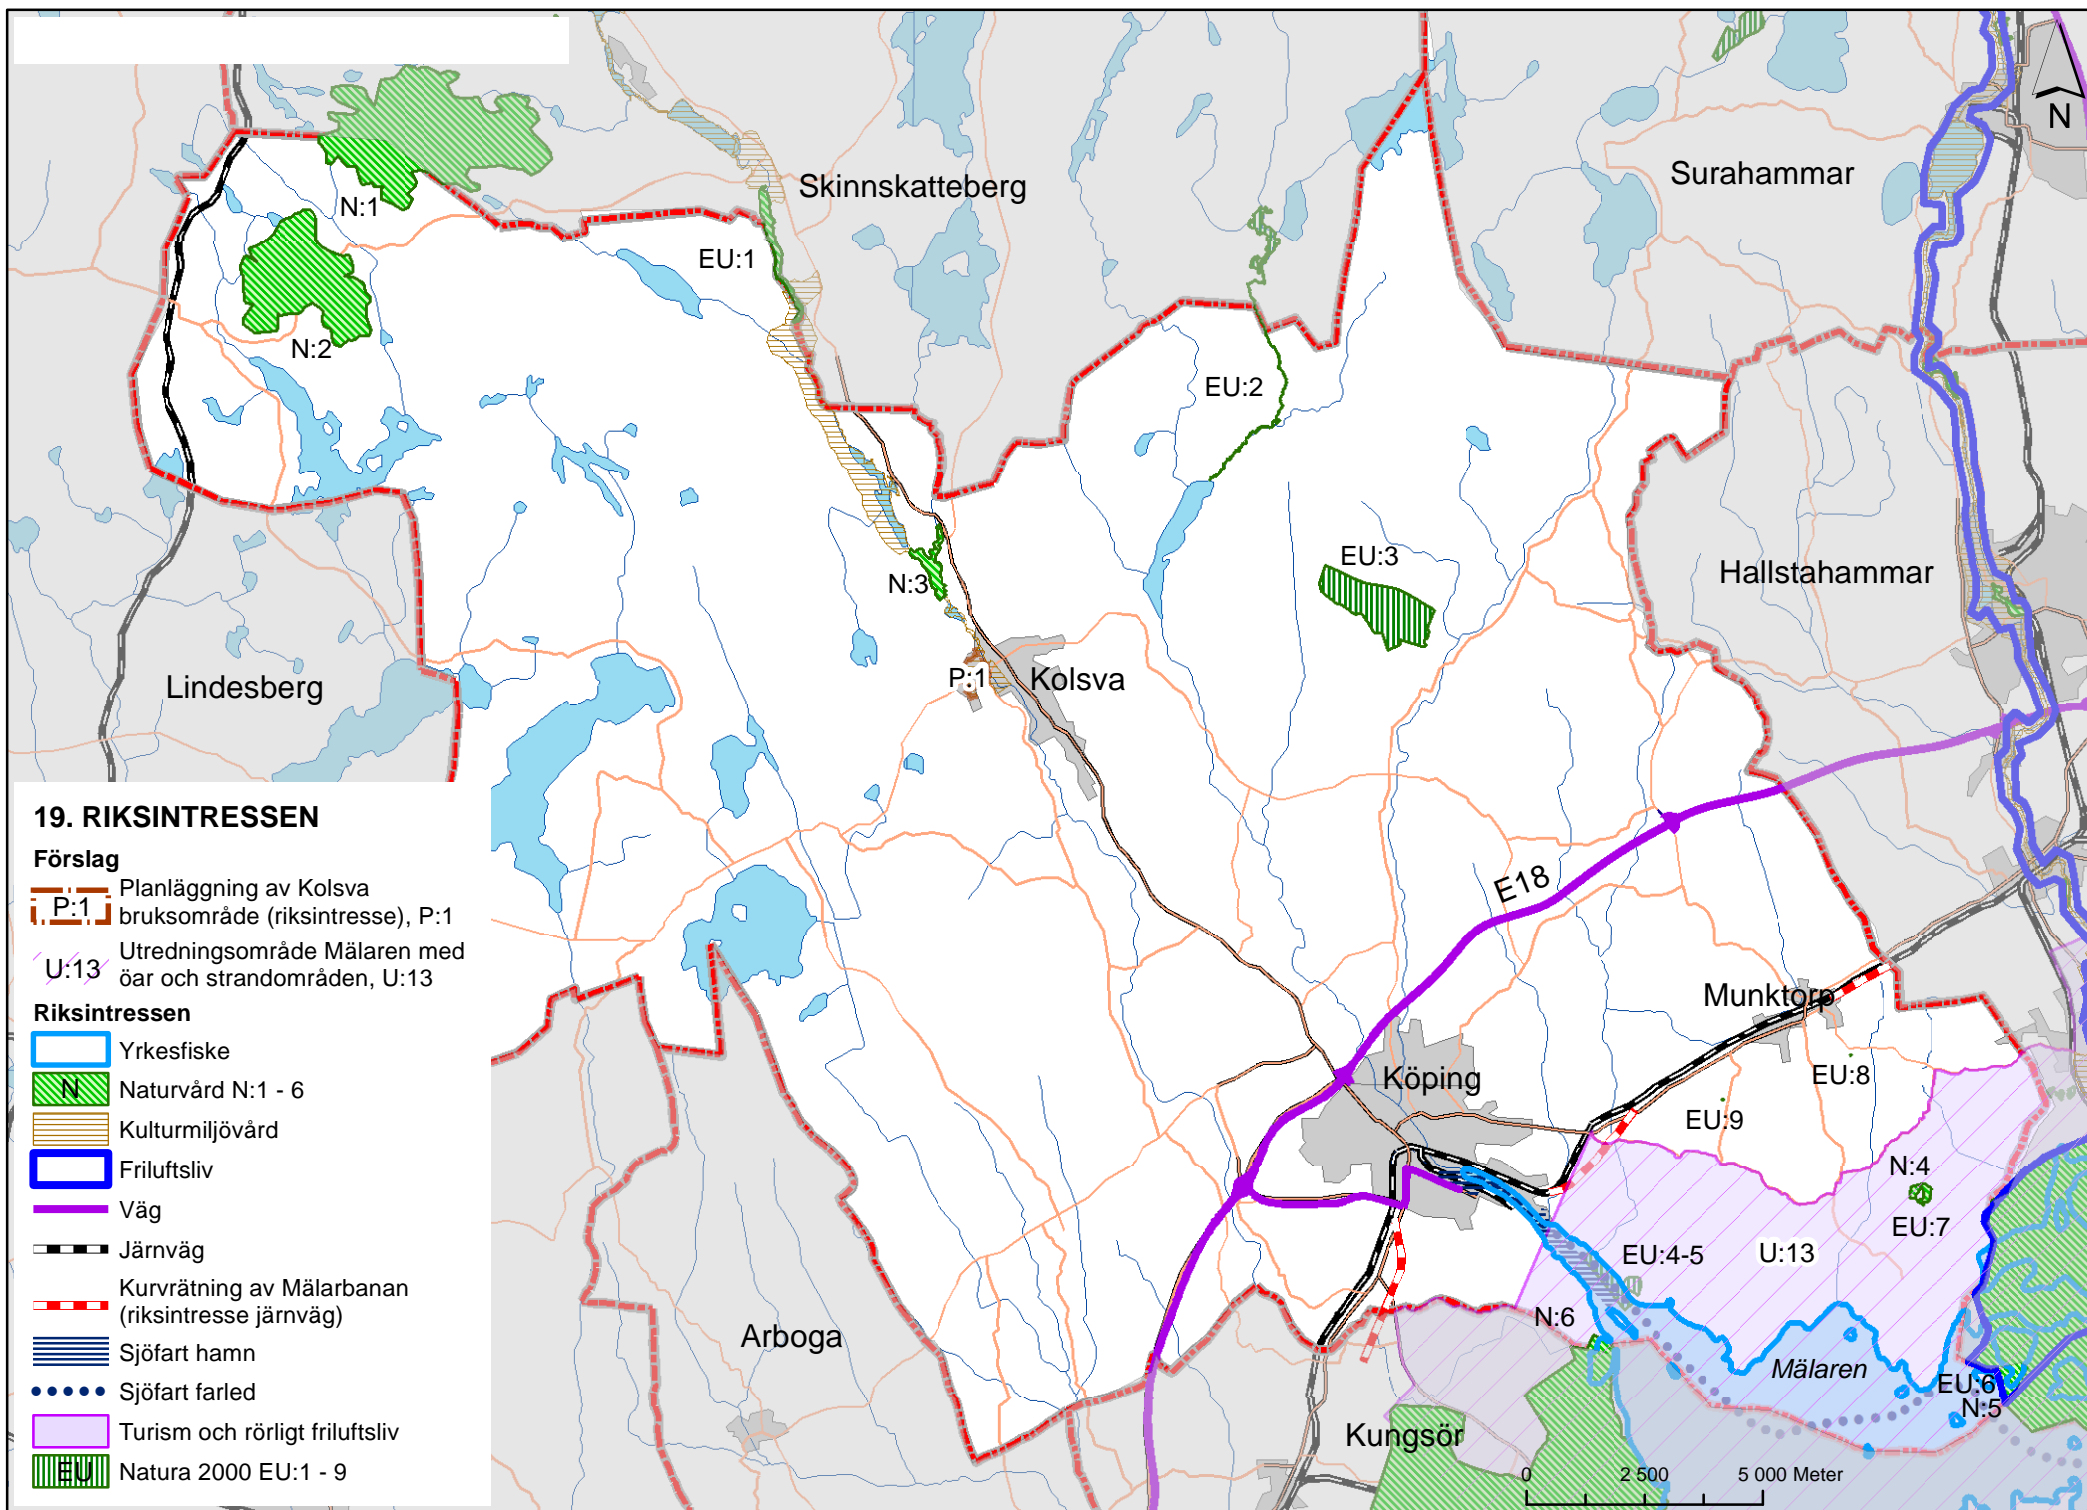 N
Surahammar
Skinnskatteberg
N:1
EU:1
N:2
EU:2
EU:3
Hallstahammar
N:3
P:1
Kolsva
Lindesberg
E18
Munktorp
Köping
EU:8
EU:9
N:4
EU:7
EU:4-5
U:13
N:6
Arboga
Mälaren
EU:6
N:5
Kungsör
0 2 500 5 000 Meter
19. RIKSINTRESSEN
Förslag
P:1 Planläggning av Kolsva
bruksområde (riksintresse), P:1
U:13 Utredningsområde Mälaren med
öar och strandområden, U:13
Riksintressen
Yrkesfiske
N Naturvård N:1 - 6
Kulturmiljövård
Friluftsliv
Väg
Järnväg
Kurvrätning av Mälarbanan
(riksintresse järnväg)
Sjöfart hamn
Sjöfart farled
Turism och rörligt friluftsliv
EU Natura 2000 EU:1 - 9